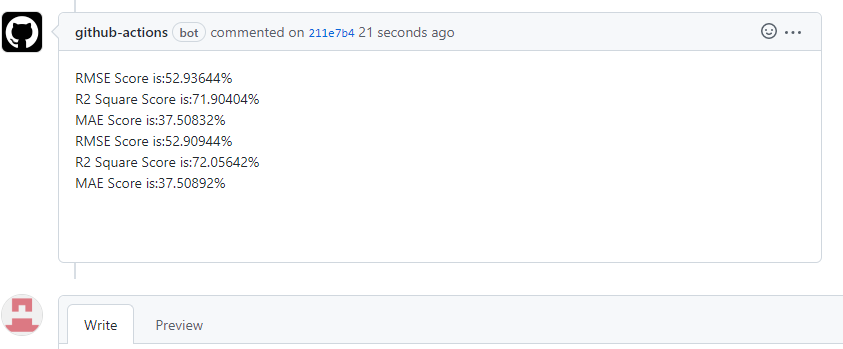 github-actions bot commented on 211e7b4 21 seconds ago
RMSE Score is:52.93644%
R2 Square Score is:71.90404%
MAE Score is:37.50832%
RMSE Score is:52.90944%
R2 Square Score is:72.05642%
MAE Score is:37.50892%
Write Preview